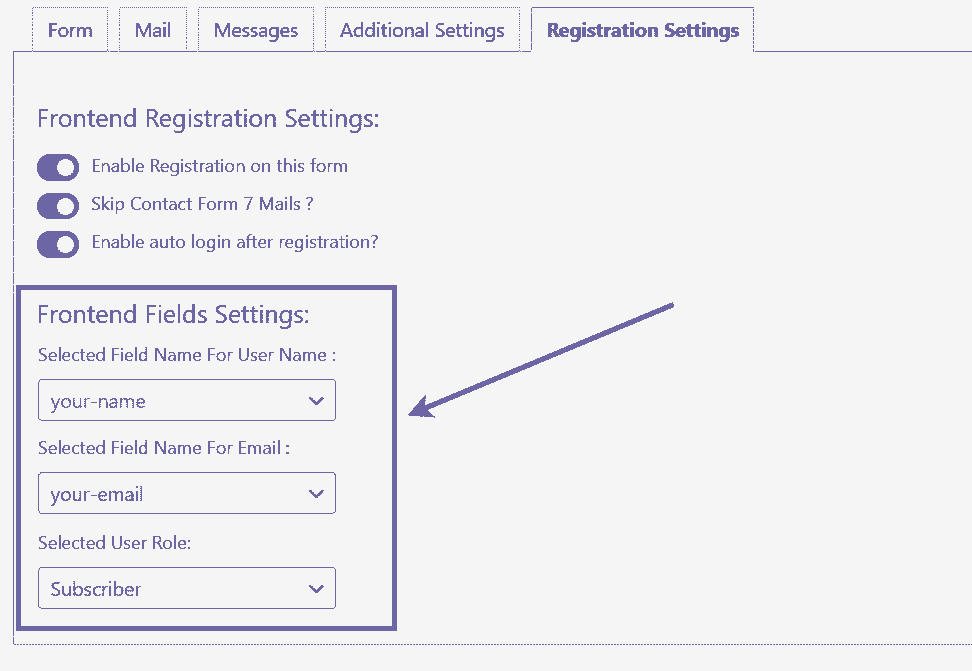 Form Mail Messages Additional Settings Registration Settings
Frontend Registration Settings:
Enable Registration on this form
Skip Contact Form 7 Mails ?
Enable auto login after registration?
Frontend Fields Settings:
Selected Field Name For User Name :
your-name
Selected Field Name For Email :
your-email
Selected User Role:
Subscriber